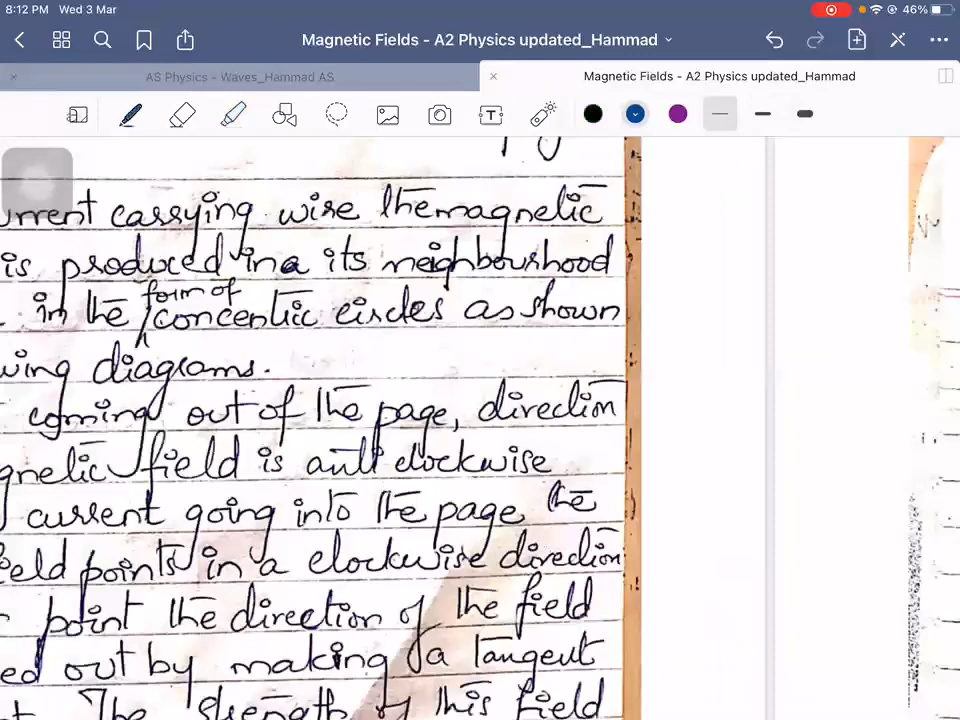 8:12 PM Wed 3 Mar
46%
Magnetic Fields - A2 Physics updated_Hammad
AS Physics - Waves_Hammad AS
Magnetic Fields - A2 Physics updated_Hammad
T
urrent carrying wire the magnetic
is produced in a its neighbourhood
in the form of concentric circles as shown
wing diagrams.
coming out of the page, direction
gnetic field is anti clockwise
current going into the page the
ield points in a clockwise direction
point the direction of the field
ed out by making a tangent
The strength of this field